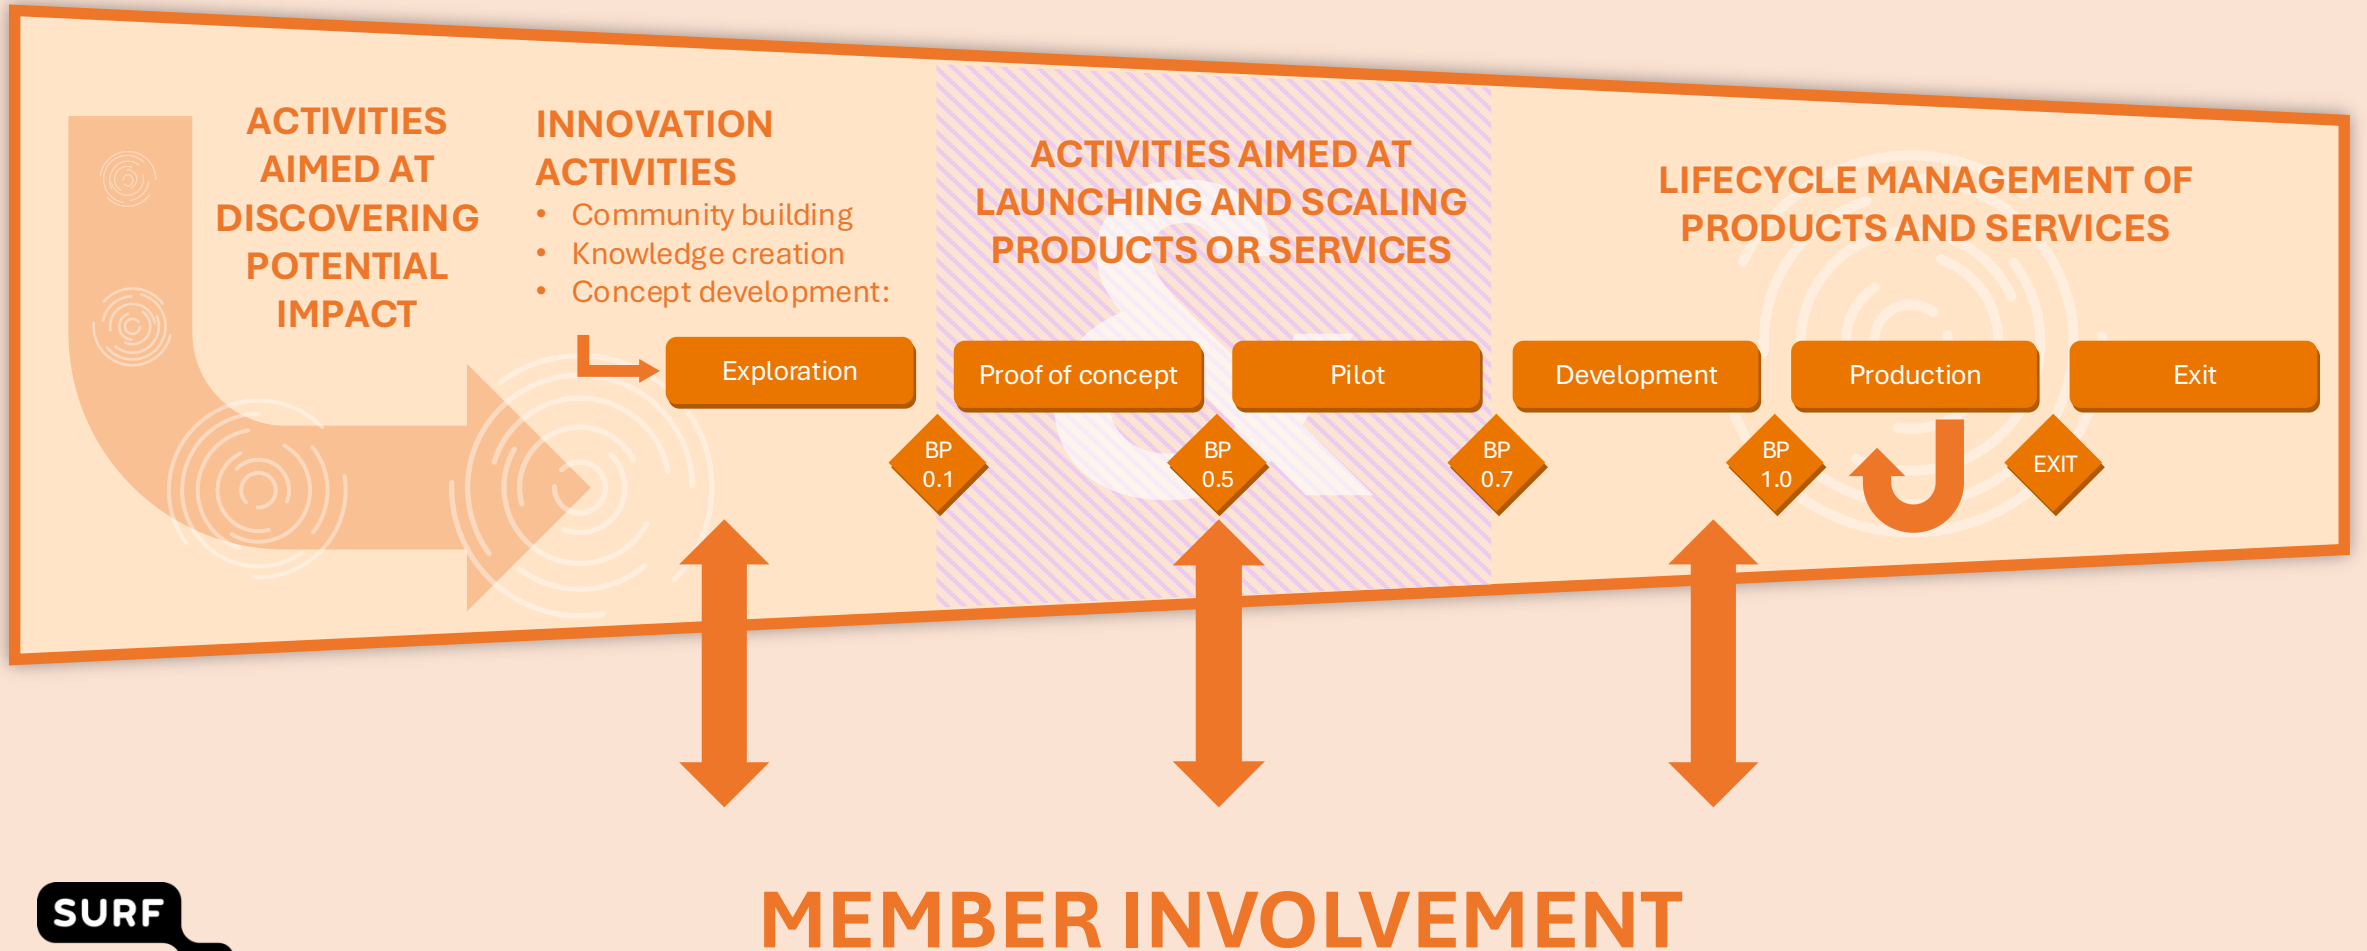 ACTIVITIES
AIMED AT
DISCOVERING
POTENTIAL
IMPACT
INNOVATION
ACTIVITIES
• Community building
• Knowledge creation
• Concept development:
ACTIVITIES AIMED AT
LAUNCHING AND SCALING
PRODUCTS OR SERVICES
LIFECYCLE MANAGEMENT OF
PRODUCTS AND SERVICES
Exploration
Proof of concept
Pilot
Development
Production
Exit
BP
0.1
BP
0.5
BP
0.7
BP
1.0
EXIT
SURF
MEMBER INVOLVEMENT